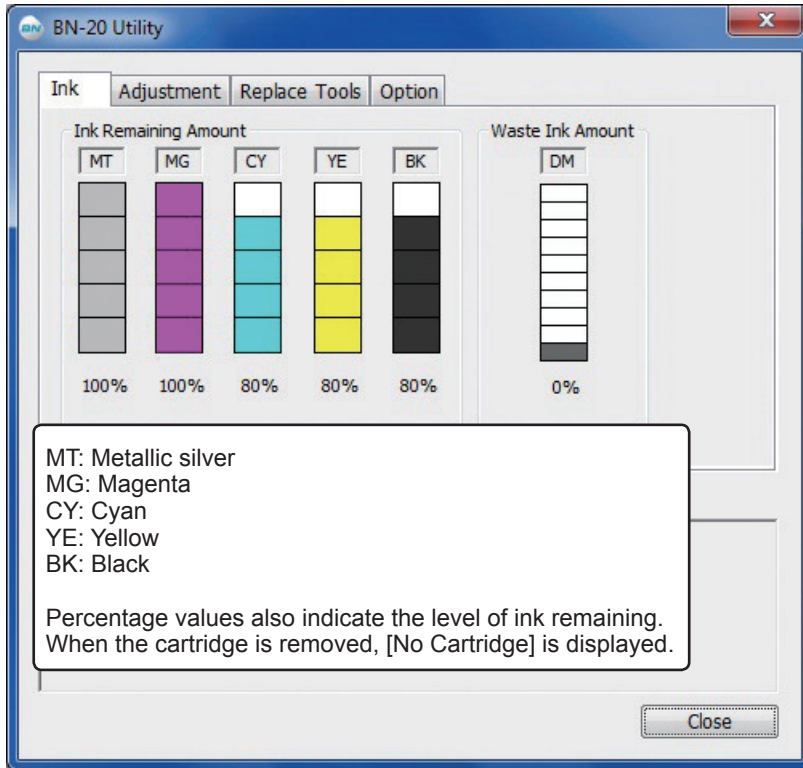 BN BN-20 Utility
Ink Adjustment Replace Tools Option
Ink Remaining Amount Waste Ink Amount
MT MG CY YE BK DM
100% 100% 80% 80% 80% 0%
MT: Metallic silver
MG: Magenta
CY: Cyan
YE: Yellow
BK: Black
Percentage values also indicate the level of ink remaining.
When the cartridge is removed, [No Cartridge] is displayed.
Close